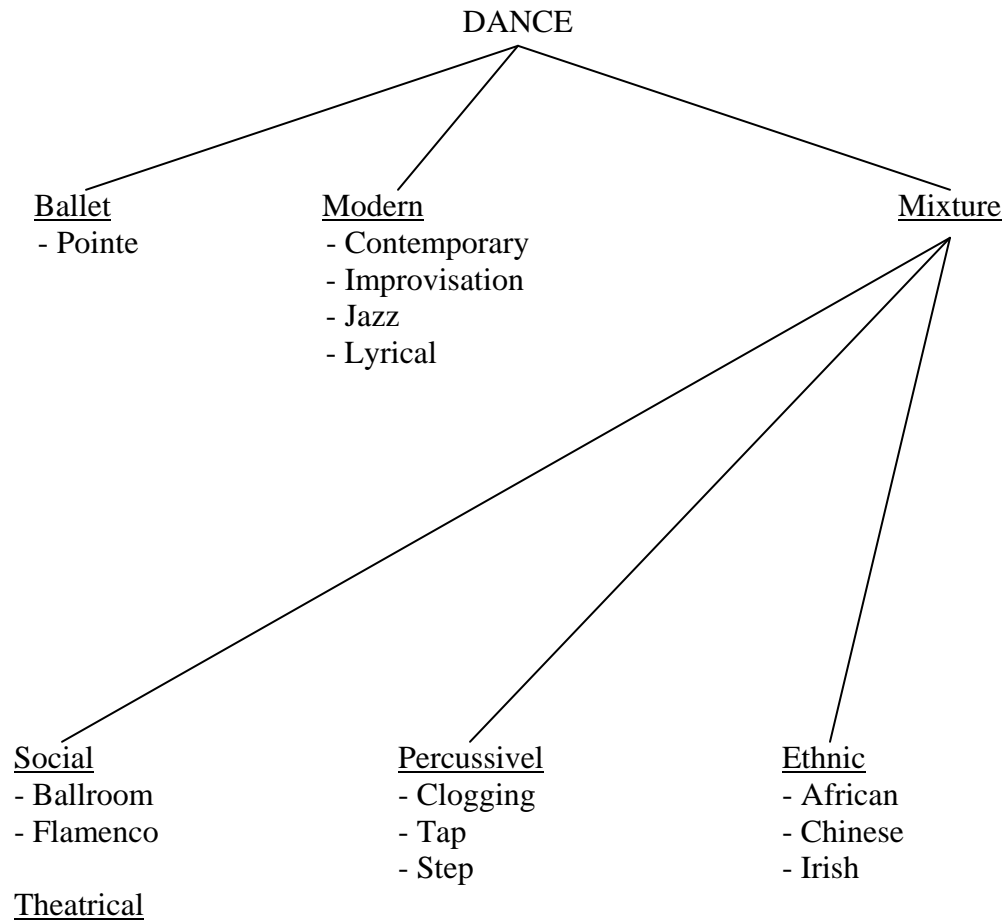 DANCE
Ballet
- Pointe
Modern
- Contemporary
- Improvisation
- Jazz
- Lyrical
Mixture
Social
- Ballroom
- Flamenco
Theatrical
Percussivel
- Clogging
- Tap
- Step
Ethnic
- African
- Chinese
- Irish